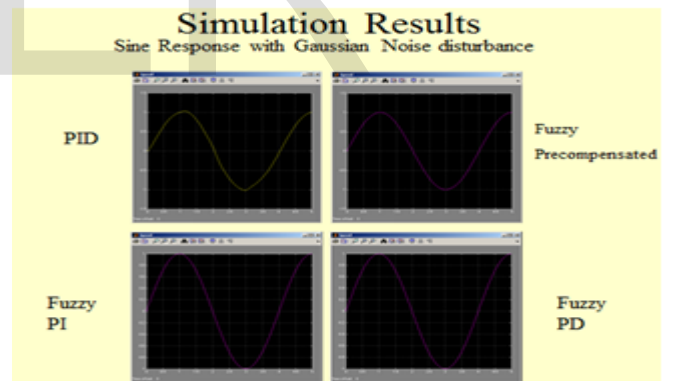 Simulation Results
Sine Response with Gaussian Noise disturbance
PID
Fuzzy
Precompensated
Fuzzy
PI
Fuzzy
PD